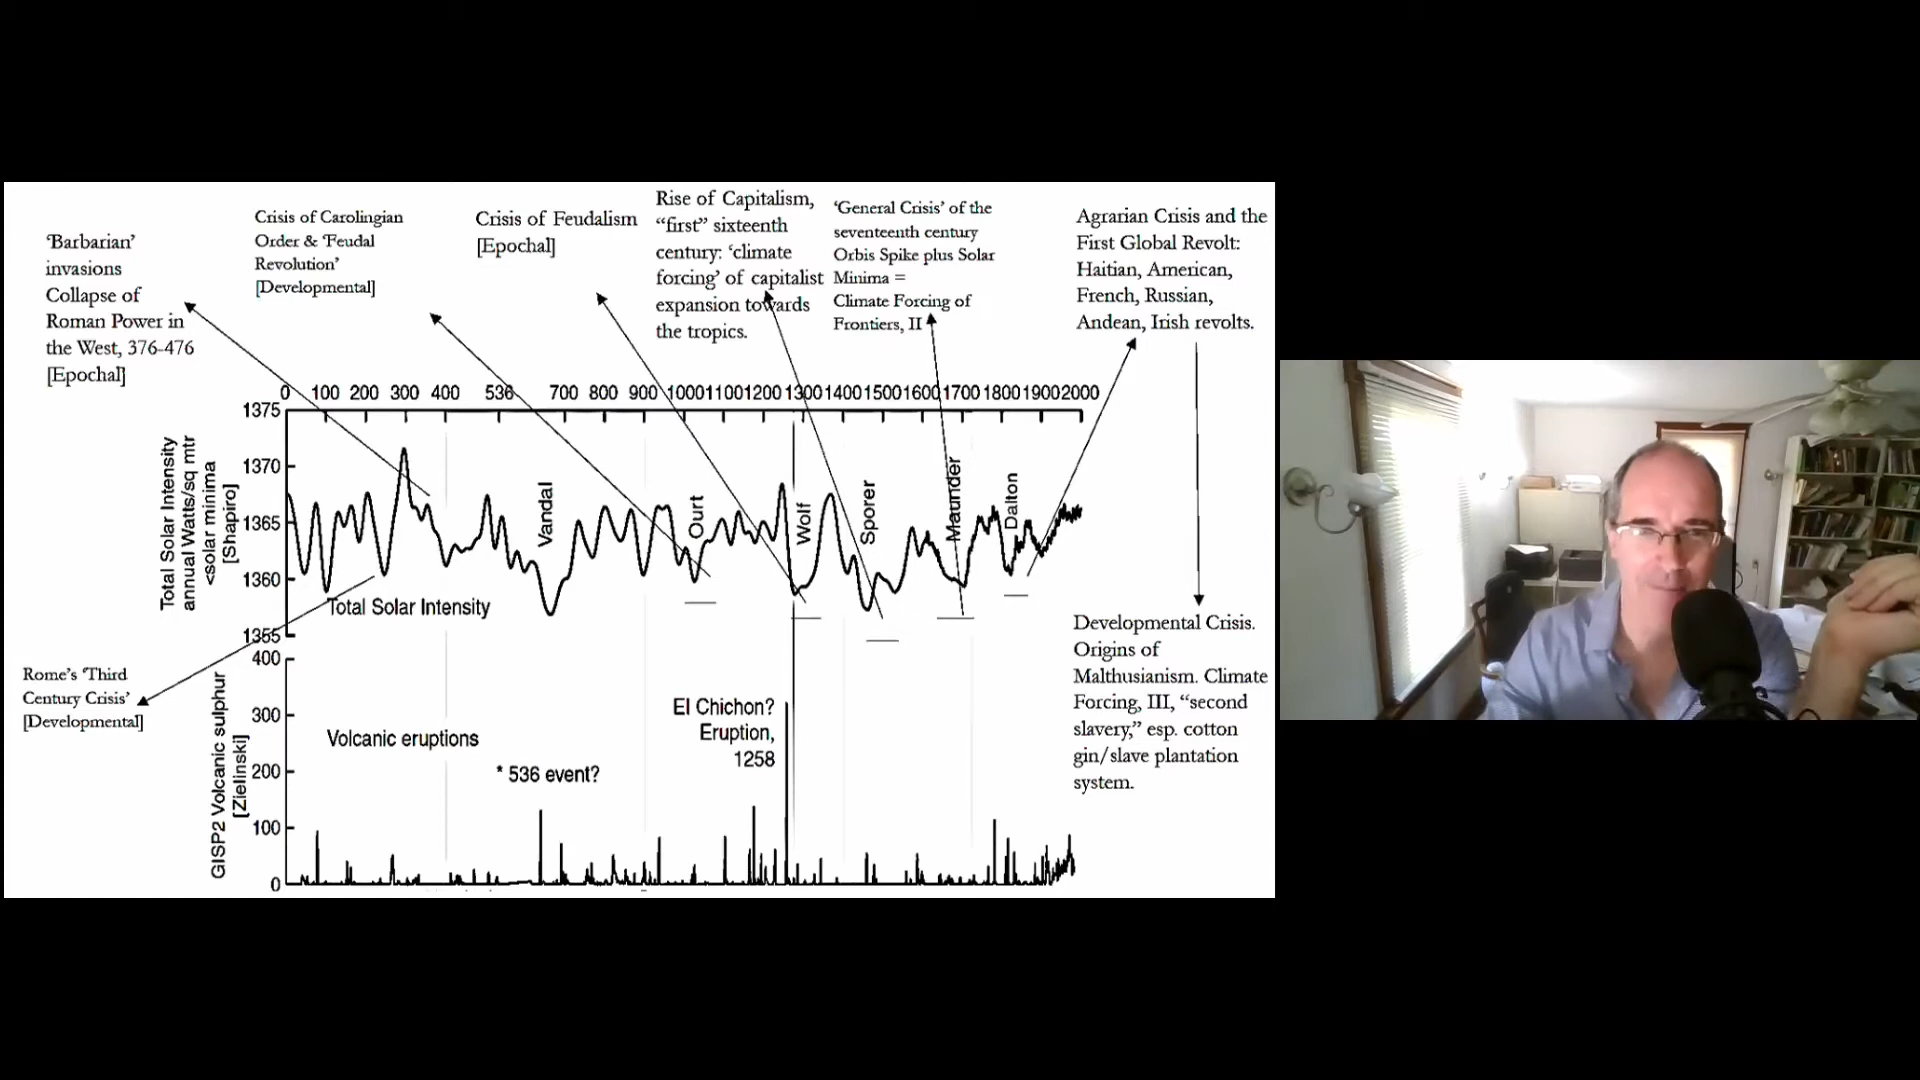 'Barbarian'
invasions
Collapse of
Roman Power in
the West, 376-476
[Epochal]
Crisis of Carolingian
Order & 'Feudal
Revolution'
[Developmental]
Crisis of Feudalism
[Epochal]
Rise of Capitalism,
“first” sixteenth
century: 'climate
forcing' of capitalist
expansion towards
the tropics.
'General Crisis' of the
seventeenth century
Orbis Spike plus Solar
Minima =
Climate Forcing of
Frontiers, II
Agrarian Crisis and the
First Global Revolt:
Haitian, American,
French, Russian,
Andean, Irish revolts.
0 100 200 300 400 536 700 800 900 1000 1100 1200 1300 1400 1500 1600 1700 1800 1900 2000
1375
1370
1365
1360
1355
Total Solar Intensity
annual Watts/sq mtr
<solar minima
[Shapiro]
Vandal
Ourt
Wolf
Sporer
Maunder
Dalton
Total Solar Intensity
Rome's 'Third
Century Crisis'
[Developmental]
400
300
200
100
0
GISP2 Volcanic sulphur
[Zielinski]
Volcanic eruptions
* 536 event?
El Chichon?
Eruption,
1258
Developmental Crisis.
Origins of
Malthusianism. Climate
Forcing, III, “second
slavery,” esp. cotton
gin/slave plantation
system.